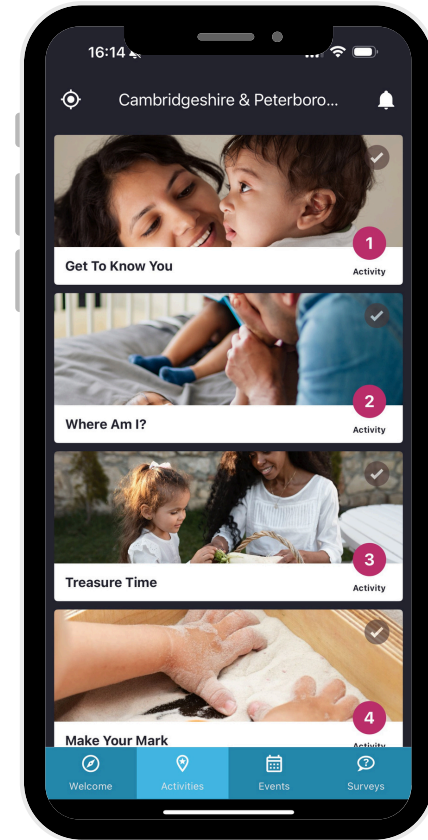 16:14
Cambridgeshire & Peterboro...
1
Get To Know You
Activity
2
Where Am I?
Activity
3
Treasure Time
Activity
4
Make Your Mark
Activity
Welcome
Activities
Events
Surveys